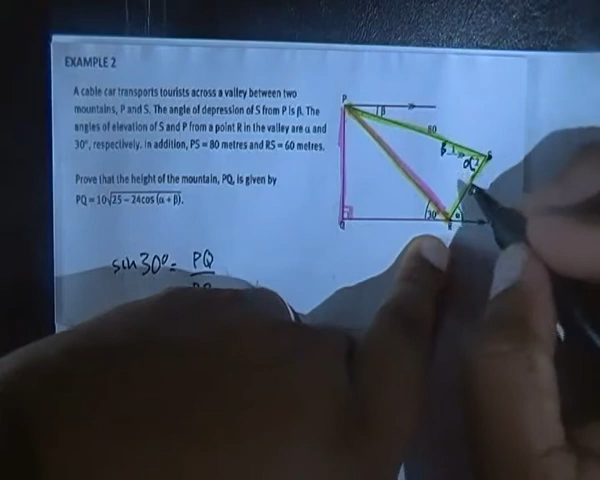 EXAMPLE 2
A cable car transports tourists across a valley between two
mountains, P and S. The angle of depression of S from P is β. The
angles of elevation of S and P from a point R in the valley are α and
30°, respectively. In addition, PS = 80 metres and RS = 60 metres.
Prove that the height of the mountain, PQ, is given by
PQ = 10√25 − 24cos (α + β).
P
β
80
β
α
30°
α
Q
R
sin 30° = PQ